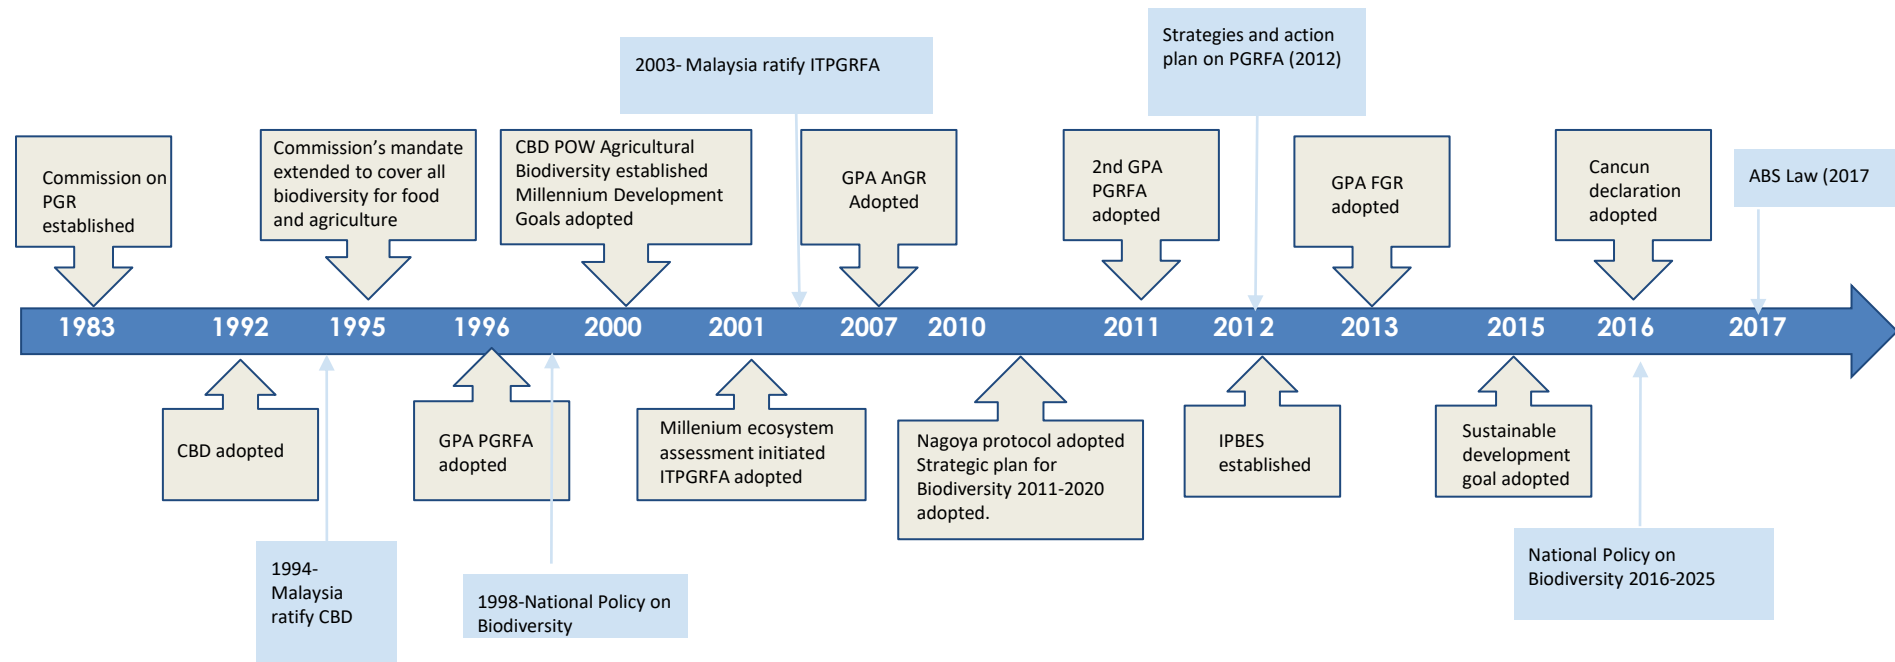 2003- Malaysia ratify ITPGRFA
Strategies and action
plan on PGRFA (2012)
Commission on
PGR
established
Commission's mandate
extended to cover all
biodiversity for food
and agriculture
CBD POW Agricultural
Biodiversity established
Millennium Development
Goals adopted
GPA AnGR
Adopted
2nd GPA
PGRFA
adopted
GPA FGR
adopted
Cancun
declaration
adopted
ABS Law (2017
1983
1992
1995
1996
2000
2001
2007
2010
2011
2012
2013
2015
2016
2017
CBD adopted
GPA PGRFA
adopted
Millenium ecosystem
assessment initiated
ITPGRFA adopted
Nagoya protocol adopted
Strategic plan for
Biodiversity 2011-2020
adopted.
IPBES
established
Sustainable
development
goal adopted
1994-
Malaysia
ratify CBD
1998-National Policy on
Biodiversity
National Policy on
Biodiversity 2016-2025